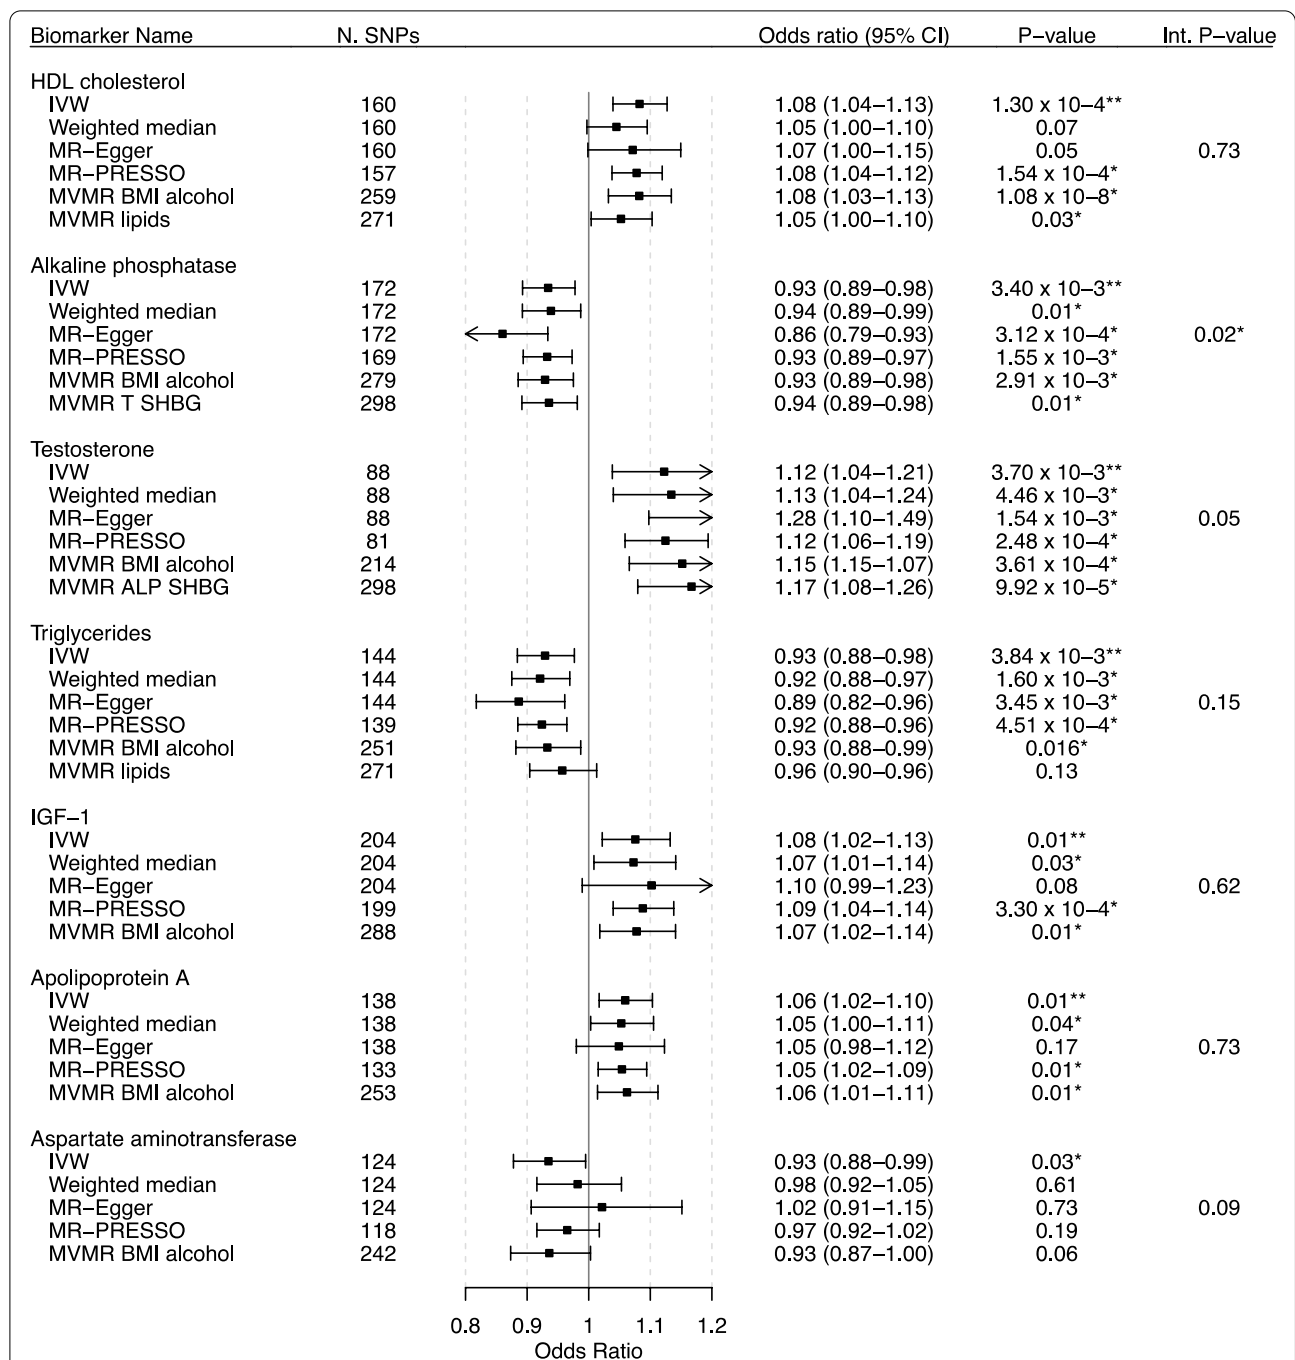 Biomarker Name N. SNPs Odds ratio (95% CI) P–value Int. P–value
HDL cholesterol
IVW 160 1.08 (1.04–1.13) 1.30 x 10–4**
Weighted median 160 1.05 (1.00–1.10) 0.07
MR–Egger 160 1.07 (1.00–1.15) 0.05 0.73
MR–PRESSO 157 1.08 (1.04–1.12) 1.54 x 10–4*
MVMR BMI alcohol 259 1.08 (1.03–1.13) 1.08 x 10–8*
MVMR lipids 271 1.05 (1.00–1.10) 0.03*
Alkaline phosphatase
IVW 172 0.93 (0.89–0.98) 3.40 x 10–3**
Weighted median 172 0.94 (0.89–0.99) 0.01*
MR–Egger 172 0.86 (0.79–0.93) 3.12 x 10–4* 0.02*
MR–PRESSO 169 0.93 (0.89–0.97) 1.55 x 10–3*
MVMR BMI alcohol 279 0.93 (0.89–0.98) 2.91 x 10–3*
MVMR T SHBG 298 0.94 (0.89–0.98) 0.01*
Testosterone
IVW 88 1.12 (1.04–1.21) 3.70 x 10–3**
Weighted median 88 1.13 (1.04–1.24) 4.46 x 10–3*
MR–Egger 88 1.28 (1.10–1.49) 1.54 x 10–3* 0.05
MR–PRESSO 81 1.12 (1.06–1.19) 2.48 x 10–4*
MVMR BMI alcohol 214 1.15 (1.15–1.07) 3.61 x 10–4*
MVMR ALP SHBG 298 1.17 (1.08–1.26) 9.92 x 10–5*
Triglycerides
IVW 144 0.93 (0.88–0.98) 3.84 x 10–3**
Weighted median 144 0.92 (0.88–0.97) 1.60 x 10–3*
MR–Egger 144 0.89 (0.82–0.96) 3.45 x 10–3* 0.15
MR–PRESSO 139 0.92 (0.88–0.96) 4.51 x 10–4*
MVMR BMI alcohol 251 0.93 (0.88–0.99) 0.016*
MVMR lipids 271 0.96 (0.90–0.96) 0.13
IGF–1
IVW 204 1.08 (1.02–1.13) 0.01**
Weighted median 204 1.07 (1.01–1.14) 0.03*
MR–Egger 204 1.10 (0.99–1.23) 0.08 0.62
MR–PRESSO 199 1.09 (1.04–1.14) 3.30 x 10–4*
MVMR BMI alcohol 288 1.07 (1.02–1.14) 0.01*
Apolipoprotein A
IVW 138 1.06 (1.02–1.10) 0.01**
Weighted median 138 1.05 (1.00–1.11) 0.04*
MR–Egger 138 1.05 (0.98–1.12) 0.17 0.73
MR–PRESSO 133 1.05 (1.02–1.09) 0.01*
MVMR BMI alcohol 253 1.06 (1.01–1.11) 0.01*
Aspartate aminotransferase
IVW 124 0.93 (0.88–0.99) 0.03*
Weighted median 124 0.98 (0.92–1.05) 0.61
MR–Egger 124 1.02 (0.91–1.15) 0.73 0.09
MR–PRESSO 118 0.97 (0.92–1.02) 0.19
MVMR BMI alcohol 242 0.93 (0.87–1.00) 0.06
0.8 0.9 1 1.1 1.2
Odds Ratio